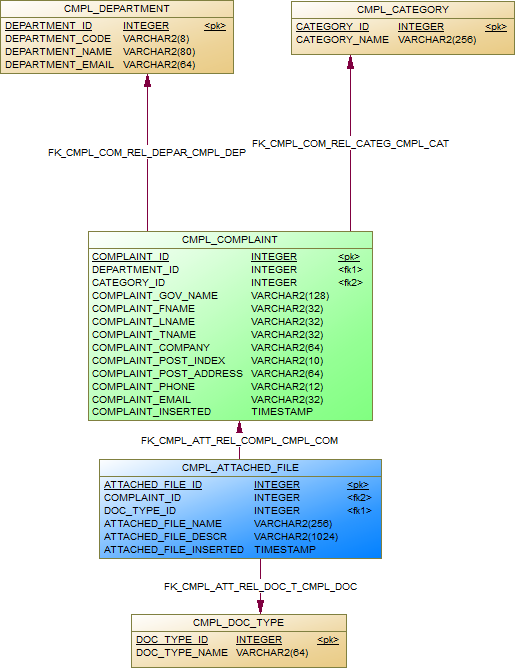 CMPL_DEPARTMENT
DEPARTMENT_ID INTEGER <pk>
DEPARTMENT_CODE VARCHAR2(8)
DEPARTMENT_NAME VARCHAR2(80)
DEPARTMENT_EMAIL VARCHAR2(64)
CMPL_CATEGORY
CATEGORY_ID INTEGER <pk>
CATEGORY_NAME VARCHAR2(256)
FK_CMPL_COM_REL_DEPAR_CMPL_DEP
FK_CMPL_COM_REL_CATEG_CMPL_CAT
CMPL_COMPLAINT
COMPLAINT_ID INTEGER <pk>
DEPARTMENT_ID INTEGER <fk1>
CATEGORY_ID INTEGER <fk2>
COMPLAINT_GOV_NAME VARCHAR2(128)
COMPLAINT_FNAME VARCHAR2(32)
COMPLAINT_LNAME VARCHAR2(32)
COMPLAINT_TNAME VARCHAR2(32)
COMPLAINT_COMPANY VARCHAR2(64)
COMPLAINT_POST_INDEX VARCHAR2(10)
COMPLAINT_POST_ADDRESS VARCHAR2(64)
COMPLAINT_PHONE VARCHAR2(12)
COMPLAINT_EMAIL VARCHAR2(32)
COMPLAINT_INSERTED TIMESTAMP
FK_CMPL_ATT_REL_COMPL_CMPL_COM
CMPL_ATTACHED_FILE
ATTACHED_FILE_ID INTEGER <pk>
COMPLAINT_ID INTEGER <fk2>
DOC_TYPE_ID INTEGER <fk1>
ATTACHED_FILE_NAME VARCHAR2(256)
ATTACHED_FILE_DESCR VARCHAR2(1024)
ATTACHED_FILE_INSERTED TIMESTAMP
FK_CMPL_ATT_REL_DOC_T_CMPL_DOC
CMPL_DOC_TYPE
DOC_TYPE_ID INTEGER <pk>
DOC_TYPE_NAME VARCHAR2(64)